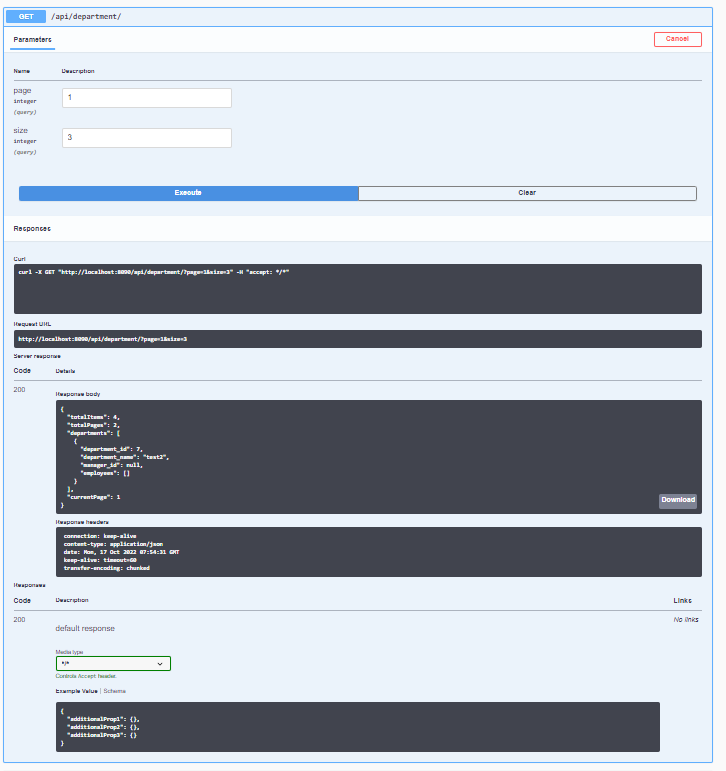 GET /api/department/
Parameters
Cancel
Name Description
page
integer
(query)
1
size
integer
(query)
3
Execute Clear
Responses
Curl
curl -X GET "http://localhost:8090/api/department/?page=1&size=3" -H "accept: */*"
Request URL
http://localhost:8090/api/department/?page=1&size=3
Server response
Code Details
200
Response body
{
  "totalItems": 4,
  "totalPages": 2,
  "departments": [
    {
      "department_id": 7,
      "department_name": "test2",
      "manager_id": null,
      "employees": []
    }
  ],
  "currentPage": 1
}
Download
Response headers
connection: keep-alive
content-type: application/json
date: Mon, 17 Oct 2022 07:54:31 GMT
keep-alive: timeout=60
transfer-encoding: chunked
Responses
Code Description Links
200
default response
No links
Media type
*/*
Controls Accept header.
Example Value | Schema
{
  "additionalProp1": {},
  "additionalProp2": {},
  "additionalProp3": {}
}